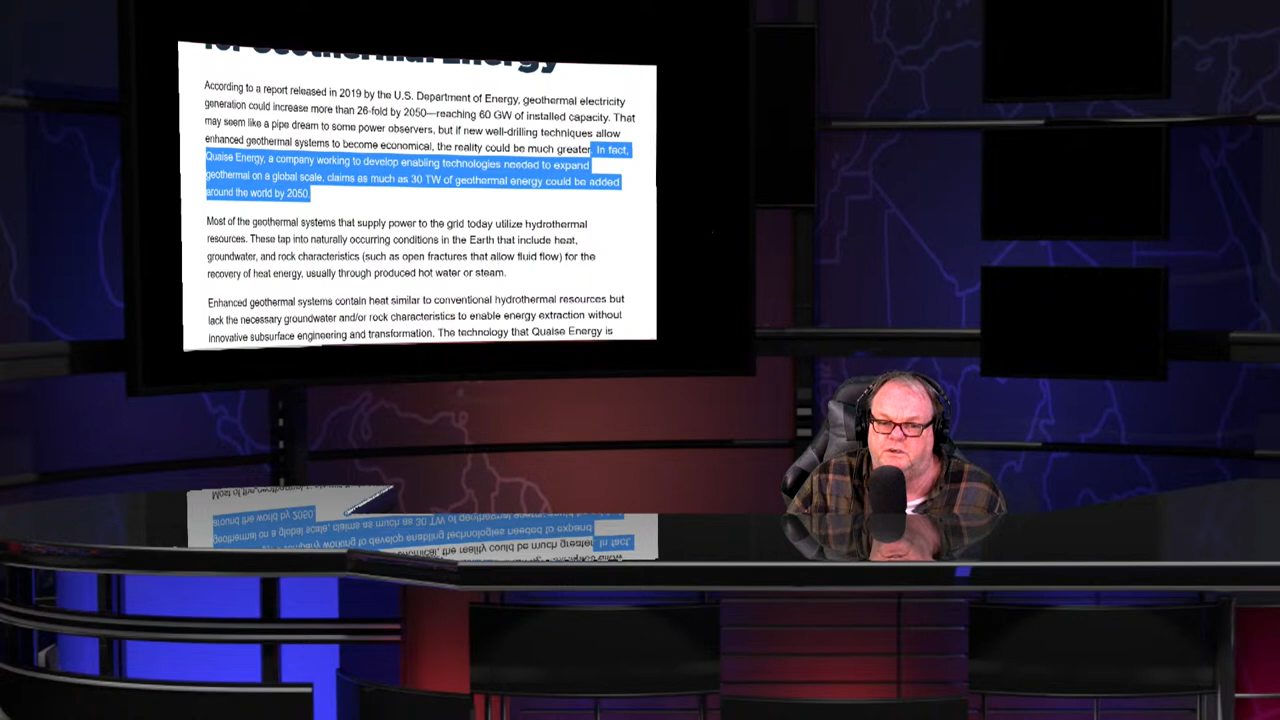 for Geothermal Energy
According to a report released in 2019 by the U.S. Department of Energy, geothermal electricity
generation could increase more than 26-fold by 2050—reaching 60 GW of installed capacity. That
may seem like a pipe dream to some power observers, but if new well-drilling techniques allow
enhanced geothermal systems to become economical, the reality could be much greater. In fact,
Quaise Energy, a company working to develop enabling technologies needed to expand
geothermal on a global scale, claims as much as 30 TW of geothermal energy could be added
around the world by 2050.
Most of the geothermal systems that supply power to the grid today utilize hydrothermal
resources. These tap into naturally occurring conditions in the Earth that include heat,
groundwater, and rock characteristics (such as open fractures that allow fluid flow) for the
recovery of heat energy, usually through produced hot water or steam.
Enhanced geothermal systems contain heat similar to conventional hydrothermal resources but
lack the necessary groundwater and/or rock characteristics to enable energy extraction without
innovative subsurface engineering and transformation. The technology that Quaise Energy is